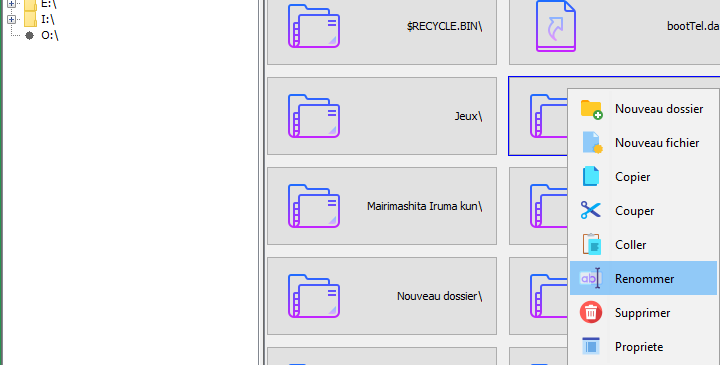 E:\
I:\
O:\
$RECYCLE.BIN\
bootTel.da
Jeux\
Mairimashita Iruma kun\
Nouveau dossier\
Nouveau dossier
Nouveau fichier
Copier
Couper
Coller
Renommer
Supprimer
Propriete